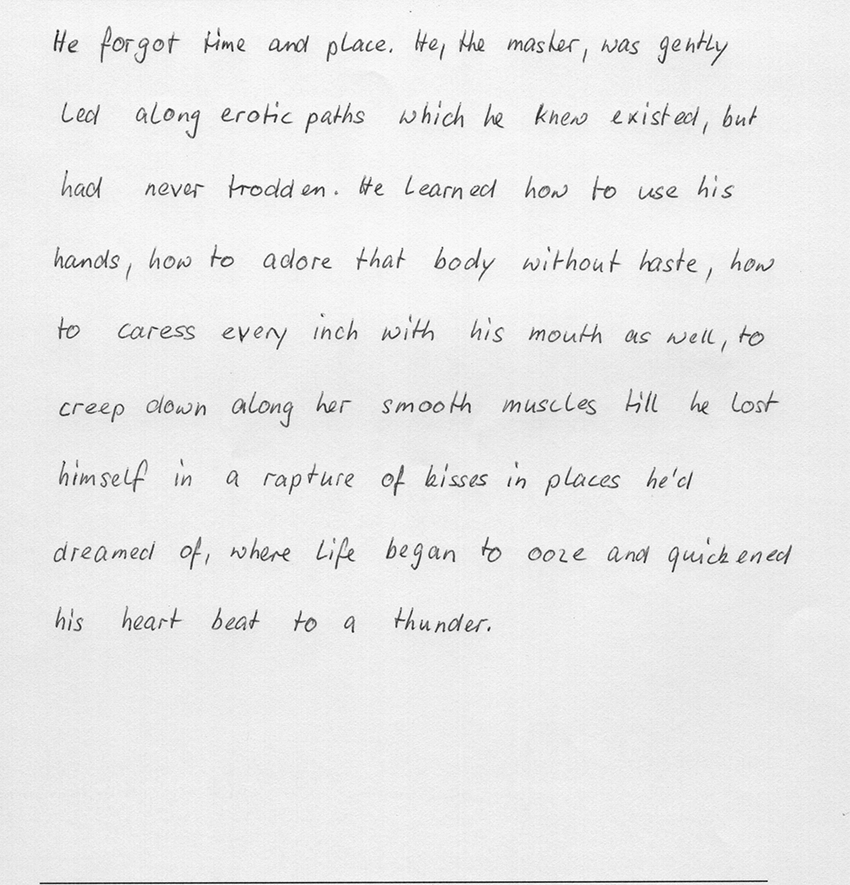 He forgot time and place. He, the master, was gently
led along erotic paths which he knew existed, but
had never trodden. He learned how to use his
hands, how to adore that body without haste, how
to caress every inch with his mouth as well, to
creep down along her smooth muscles till he lost
himself in a rapture of kisses in places he'd
dreamed of, where life began to ooze and quickened
his heart beat to a thunder.